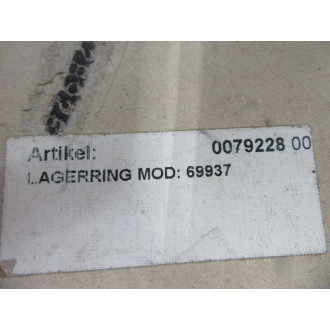 Artikel: 0079228 00
LAGERRING MOD: 69937